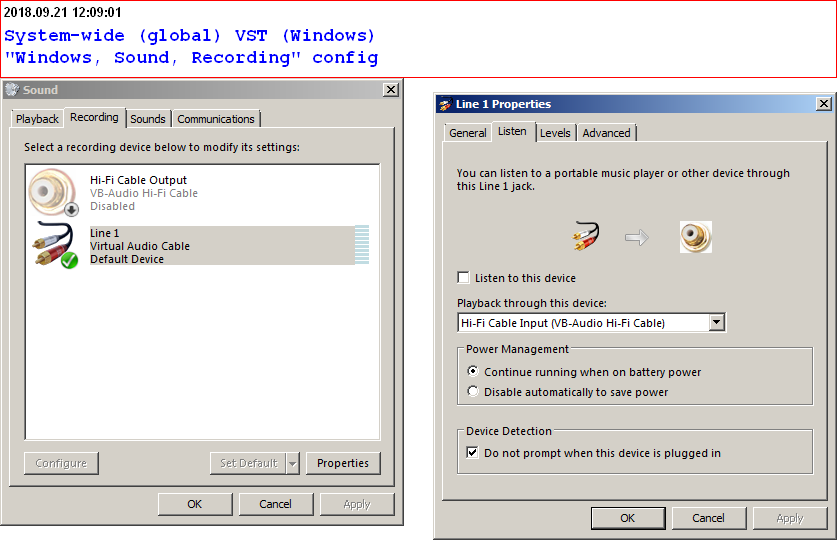 2018.09.21 12:09:01
System-wide (global) VST (Windows)
"Windows, Sound, Recording" config
Sound
Playback
Recording
Sounds
Communications
Select a recording device below to modify its settings:
Hi-Fi Cable Output
VB-Audio Hi-Fi Cable
Disabled
Line 1
Virtual Audio Cable
Default Device
Configure
Set Default
Properties
OK
Cancel
Apply
Line 1 Properties
General
Listen
Levels
Advanced
You can listen to a portable music player or other device through
this Line 1 jack.
Listen to this device
Playback through this device:
Hi-Fi Cable Input (VB-Audio Hi-Fi Cable)
Power Management
Continue running when on battery power
Disable automatically to save power
Device Detection
Do not prompt when this device is plugged in
OK
Cancel
Apply